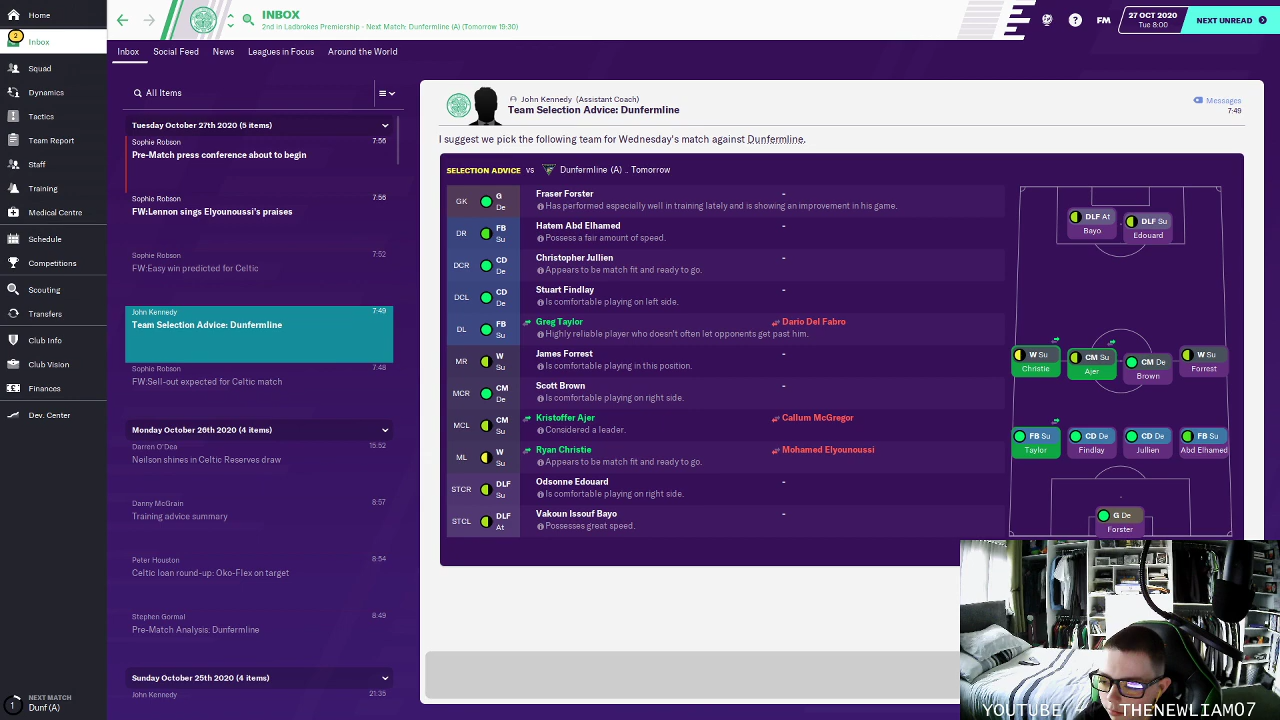 INBOX
2nd in Ladbrokes Premiership - Next Match: Dunfermline (A) (Tomorrow 19:30)
FM
27 OCT 2020
Tue 8:00
NEXT UNREAD
2
Inbox
Squad
Dynamics
Tactics
Team Report
Staff
Training
Medical Centre
Schedule
Competitions
Scouting
Transfers
Club Info
Club Vision
Finances
Dev. Center
1
NEXT MATCH
Dunf (A)
Inbox
Social Feed
News
Leagues in Focus
Around the World
All Items
Tuesday October 27th 2020 (5 items)
Sophie Robson 7:56
Pre-Match press conference about to begin
Sophie Robson 7:56
FW:Lennon sings Elyounoussi's praises
Sophie Robson 7:52
FW:Easy win predicted for Celtic
John Kennedy 7:49
Team Selection Advice: Dunfermline
Sophie Robson 7:48
FW:Sell-out expected for Celtic match
Monday October 26th 2020 (4 items)
Darren O'Dea 15:52
Neilson shines in Celtic Reserves draw
Danny McGrain 8:57
Training advice summary
Peter Houston 8:54
Celtic loan round-up: Oko-Flex on target
Stephen Gormal 8:49
Pre-Match Analysis: Dunfermline
Sunday October 25th 2020 (4 items)
John Kennedy 21:35
John Kennedy (Assistant Coach)
Team Selection Advice: Dunfermline
Messages
7:49
I suggest we pick the following team for Wednesday's match against Dunfermline.
SELECTION ADVICE vs Dunfermline (A) .. Tomorrow
GK G De Fraser Forster -
Has performed especially well in training lately and is showing an improvement in his game.
DR FB Su Hatem Abd Elhamed -
Possess a fair amount of speed.
DCR CD De Christopher Jullien -
Appears to be match fit and ready to go.
DCL CD De Stuart Findlay -
Is comfortable playing on left side.
DL FB Su Greg Taylor Dario Del Fabro
Highly reliable player who doesn't often let opponents get past him.
MR W Su James Forrest -
Is comfortable playing in this position.
MCR CM De Scott Brown -
Is comfortable playing on right side.
MCL CM Su Kristoffer Ajer Callum McGregor
Considered a leader.
ML W Su Ryan Christie Mohamed Elyounoussi
Appears to be match fit and ready to go.
STCR DLF Su Odsonne Edouard -
Is comfortable playing on right side.
STCL DLF At Vakoun Issouf Bayo -
Possesses great speed.
DLF At
Bayo
DLF Su
Edouard
W Su
Christie
CM Su
Ajer
CM De
Brown
W Su
Forrest
FB Su
Taylor
CD De
Findlay
CD De
Jullien
FB Su
Abd Elhamed
G De
Forster
YOUTUBE - THENEWLIAM07